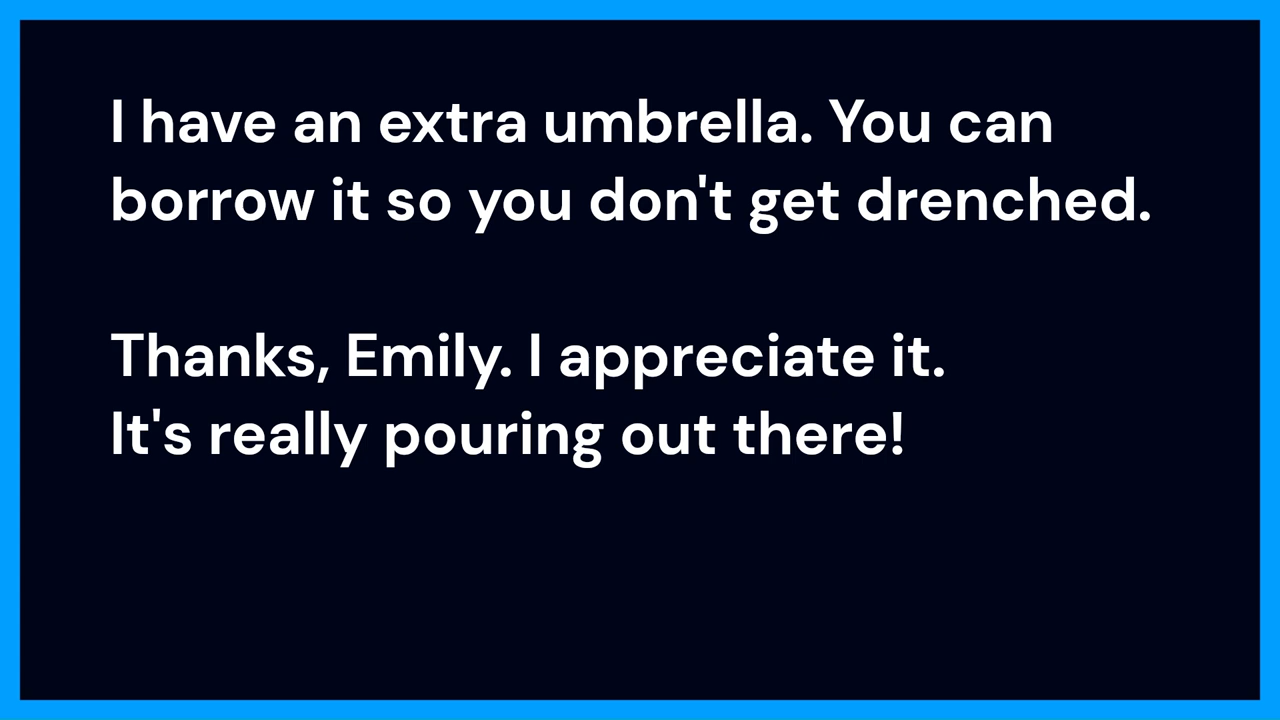 I have an extra umbrella. You can
borrow it so you don't get drenched.
Thanks, Emily. I appreciate it.
It's really pouring out there!